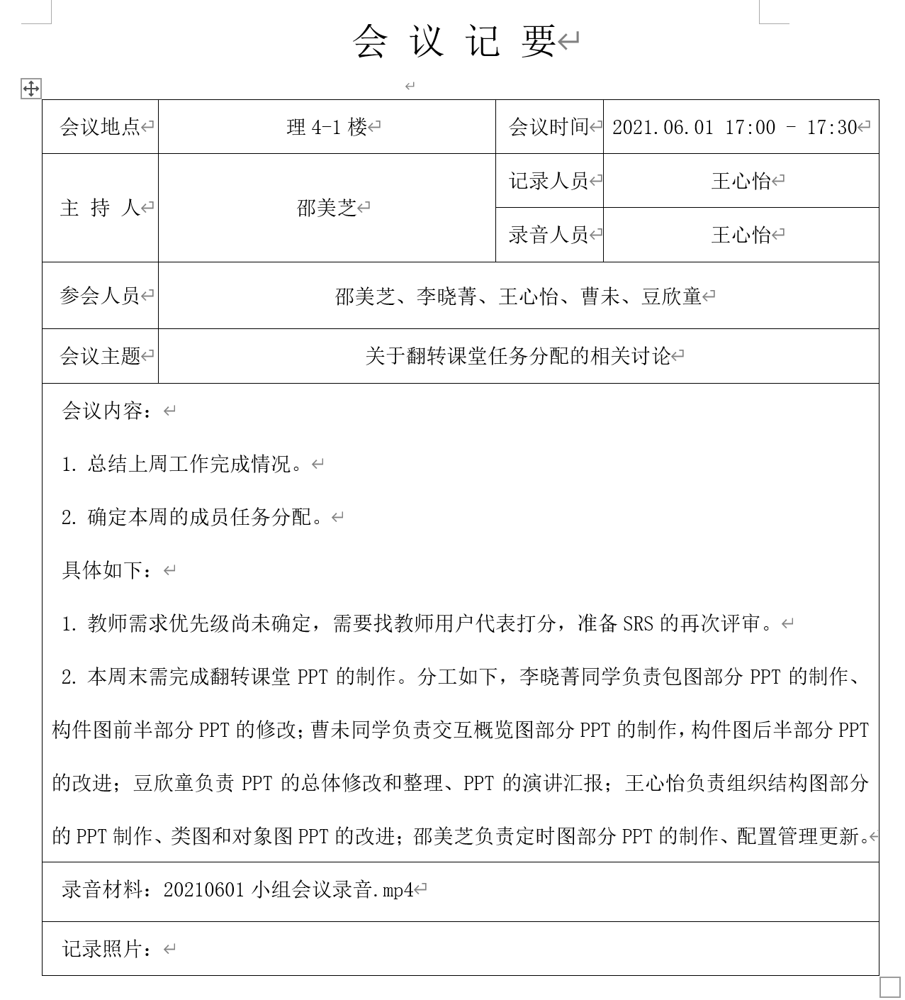 会 议 记 要
会议地点 理 4-1 楼 会议时间 2021.06.01 17:00 - 17:30
主 持 人 邵美芝 记录人员 王心怡
录音人员 王心怡
参会人员 邵美芝、李晓菁、王心怡、曹未、豆欣童
会议主题 关于翻转课堂任务分配的相关讨论
会议内容：
1. 总结上周工作完成情况。
2. 确定本周的成员任务分配。
具体如下：
1. 教师需求优先级尚未确定，需要找教师用户代表打分，准备 SRS 的再次评审。
2. 本周末需完成翻转课堂 PPT 的制作。分工如下，李晓菁同学负责包图部分 PPT 的制作、
构件图前半部分 PPT 的修改；曹未同学负责交互概览图部分 PPT 的制作，构件图后半部分 PPT
的改进；豆欣童负责 PPT 的总体修改和整理、PPT 的演讲汇报；王心怡负责组织结构图部分
的 PPT 制作、类图和对象图 PPT 的改进；邵美芝负责定时图部分 PPT 的制作、配置管理更新。
录音材料：20210601 小组会议录音.mp4
记录照片：